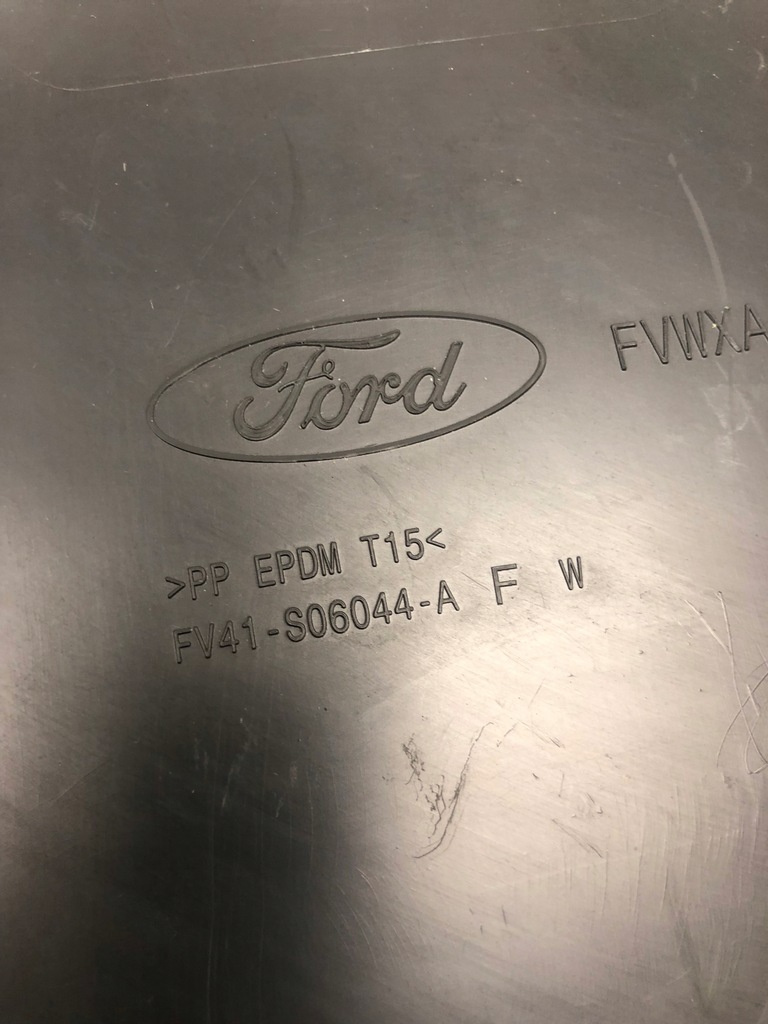 Ford
FVWXA
>PP EPDM T15<
FV41-S06044-A F W